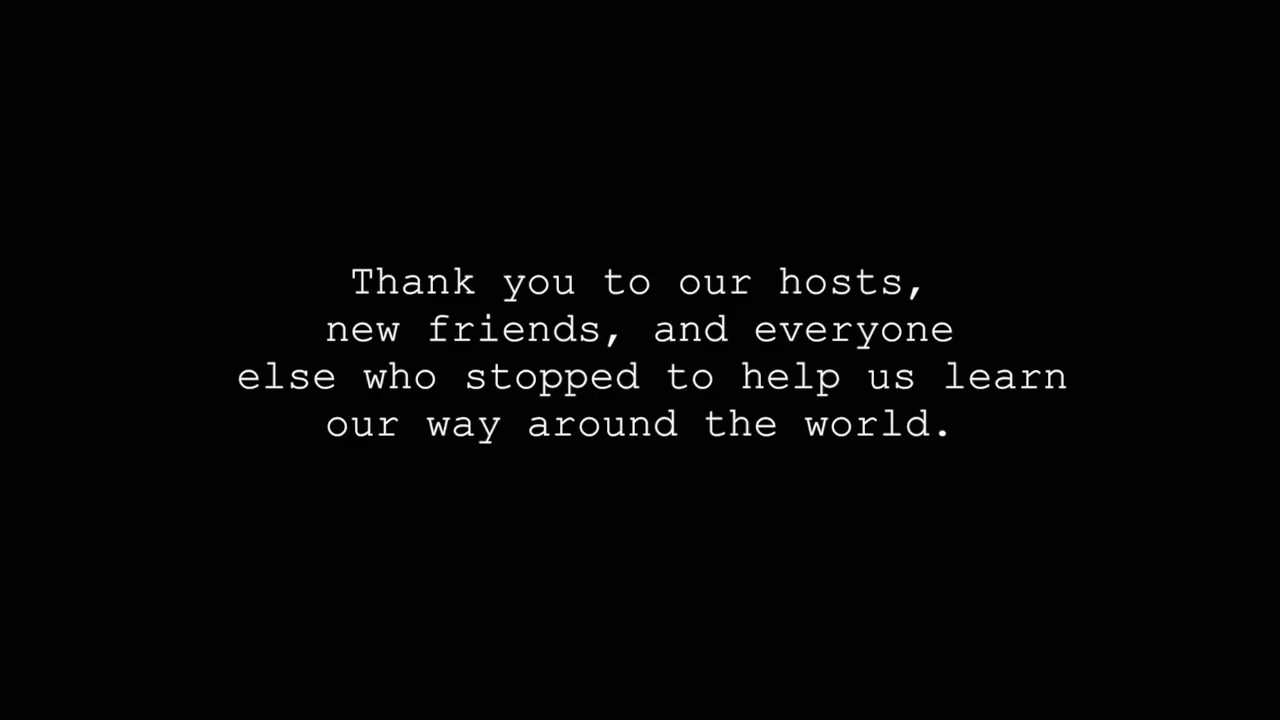 Thank you to our hosts,
new friends, and everyone
else who stopped to help us learn
our way around the world.